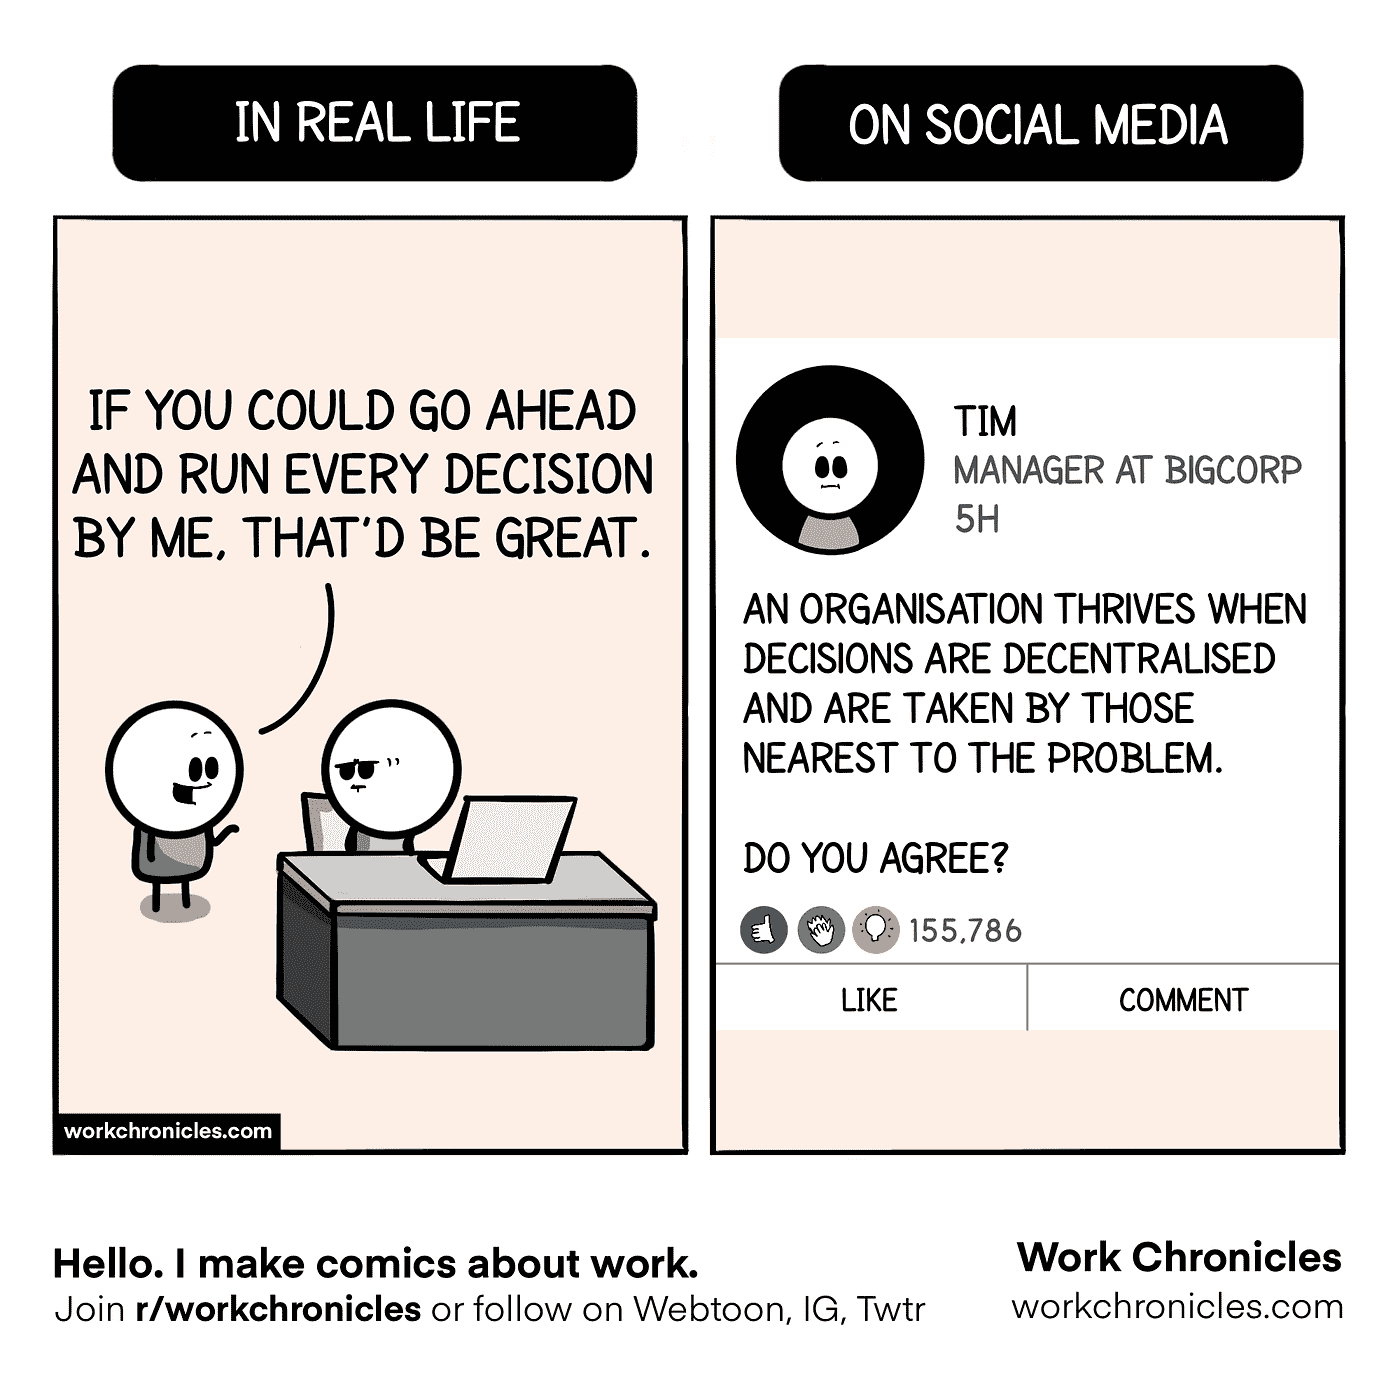 IN REAL LIFE
ON SOCIAL MEDIA
IF YOU COULD GO AHEAD
AND RUN EVERY DECISION
BY ME, THAT'D BE GREAT.
workchronicles.com
TIM
MANAGER AT BIGCORP
5H
AN ORGANISATION THRIVES WHEN
DECISIONS ARE DECENTRALISED
AND ARE TAKEN BY THOSE
NEAREST TO THE PROBLEM.
DO YOU AGREE?
155,786
LIKE
COMMENT
Hello. I make comics about work.
Join r/workchronicles or follow on Webtoon, IG, Twtr
Work Chronicles
workchronicles.com